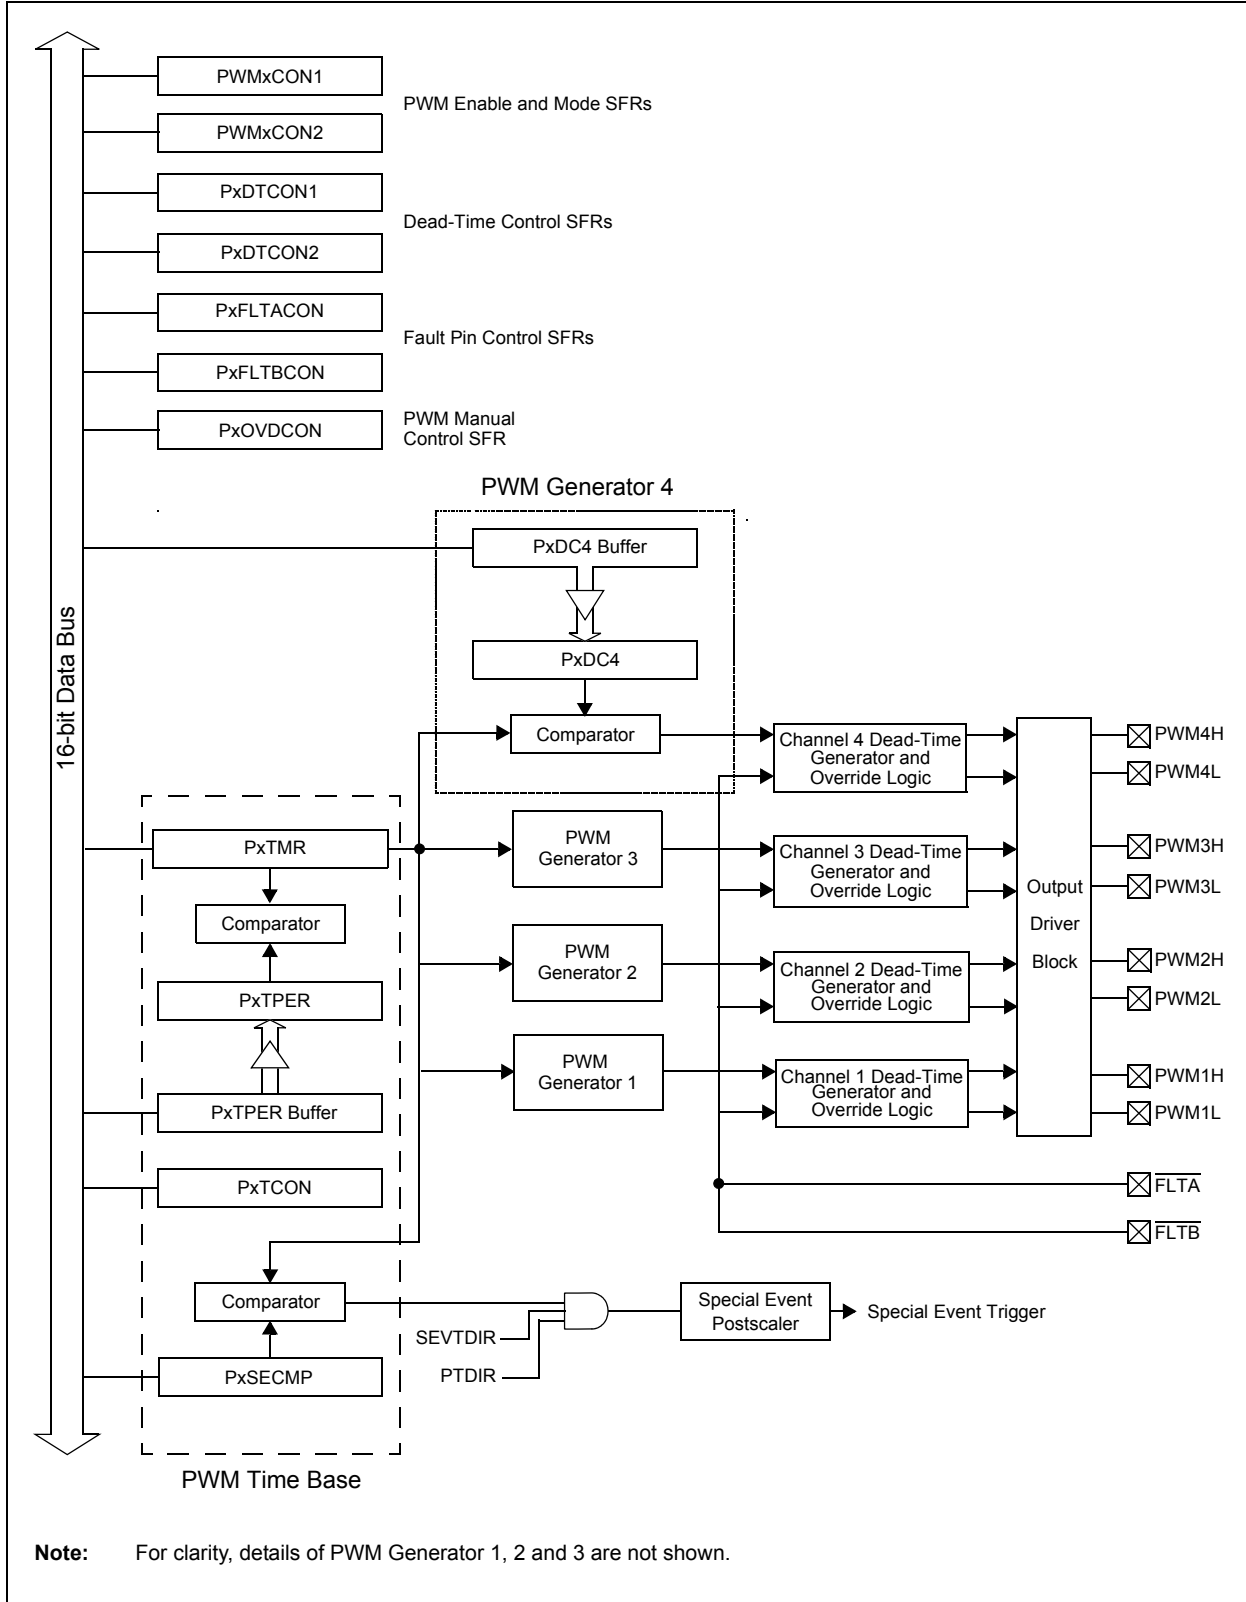 PWMxCON1
PWM Enable and Mode SFRs
PWMxCON2
PxDTCON1
Dead-Time Control SFRs
PxDTCON2
PxFLTACON
Fault Pin Control SFRs
PxFLTBCON
PxOVDCON
PWM Manual
Control SFR
PWM Generator 4
PxDC4 Buffer
PxDC4
Comparator
16-bit Data Bus
Channel 4 Dead-Time
Generator and
Override Logic
PWM4H
PWM4L
PxTMR
PWM
Generator 3
Channel 3 Dead-Time
Generator and
Override Logic
PWM3H
PWM3L
Output
Driver
Block
Comparator
PWM
Generator 2
Channel 2 Dead-Time
Generator and
Override Logic
PWM2H
PWM2L
PxTPER
PWM
Generator 1
Channel 1 Dead-Time
Generator and
Override Logic
PWM1H
PWM1L
PxTPER Buffer
PxTCON
FLTA
FLTB
Comparator
Special Event
Postscaler
Special Event Trigger
SEVTDIR
PTDIR
PxSECMP
PWM Time Base
Note: For clarity, details of PWM Generator 1, 2 and 3 are not shown.